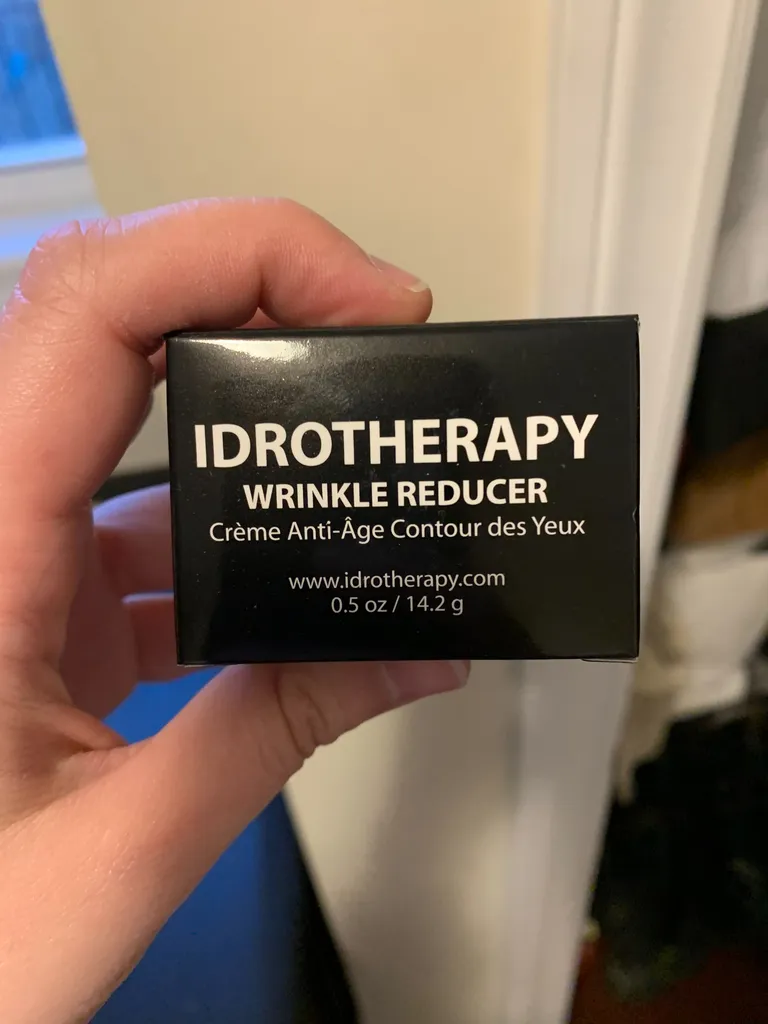 IDROTHERAPY
WRINKLE REDUCER
Crème Anti-Âge Contour des Yeux
www.idrotherapy.com
0.5 oz / 14.2 g